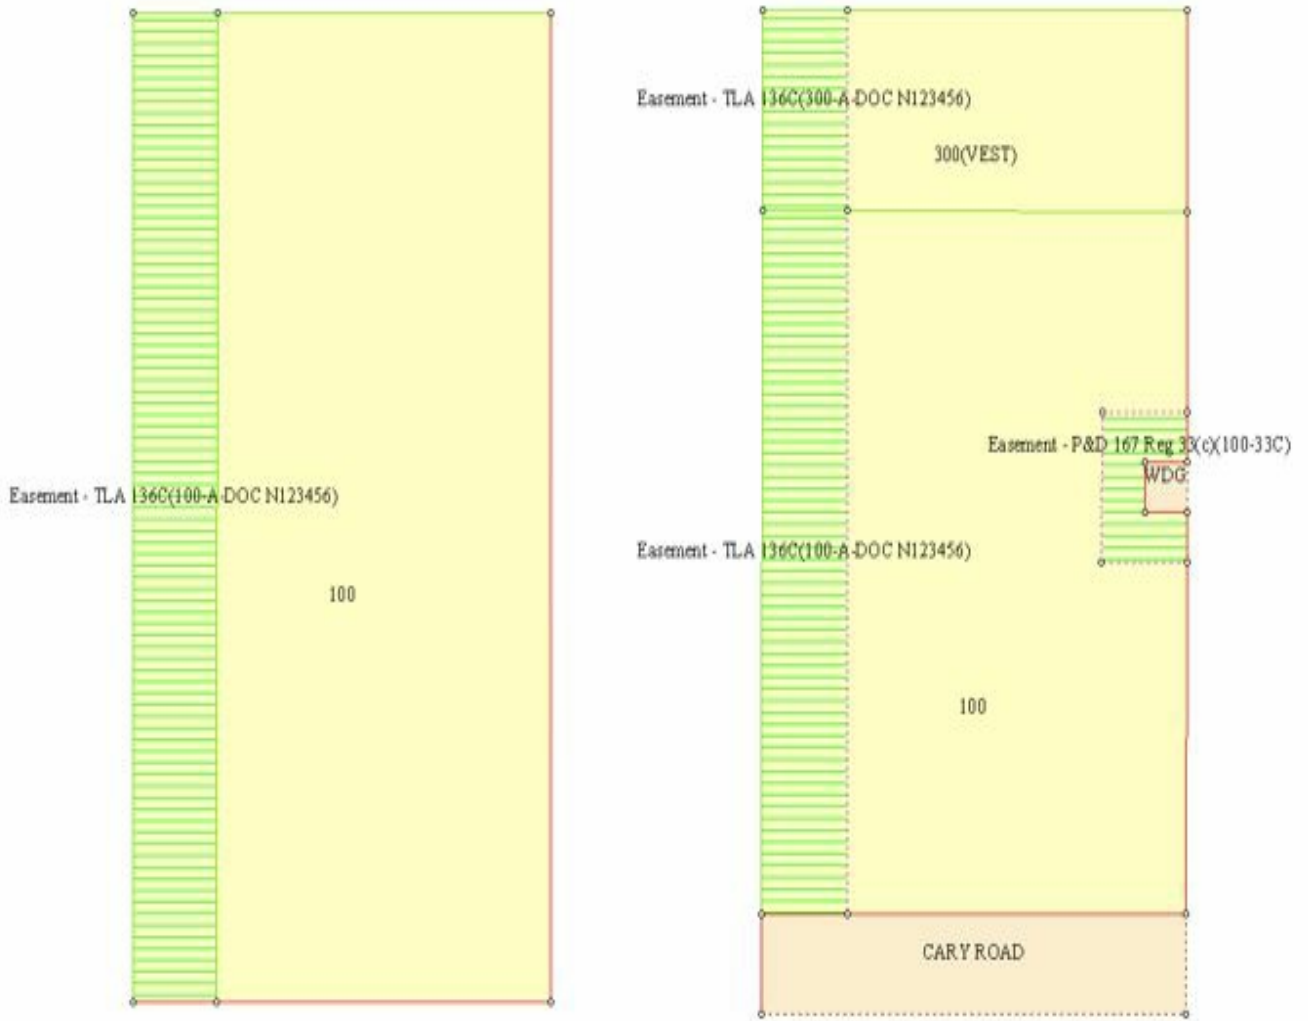 Easement - TLA 136C(100-A-DOC N123456)
100
Easement - TLA 136C(300-A-DOC N123456)
300(VEST)
Easement - P&D 167 Reg 33(c)(100-33C)
WDG
Easement - TLA 136C(100-A-DOC N123456)
100
CARY ROAD